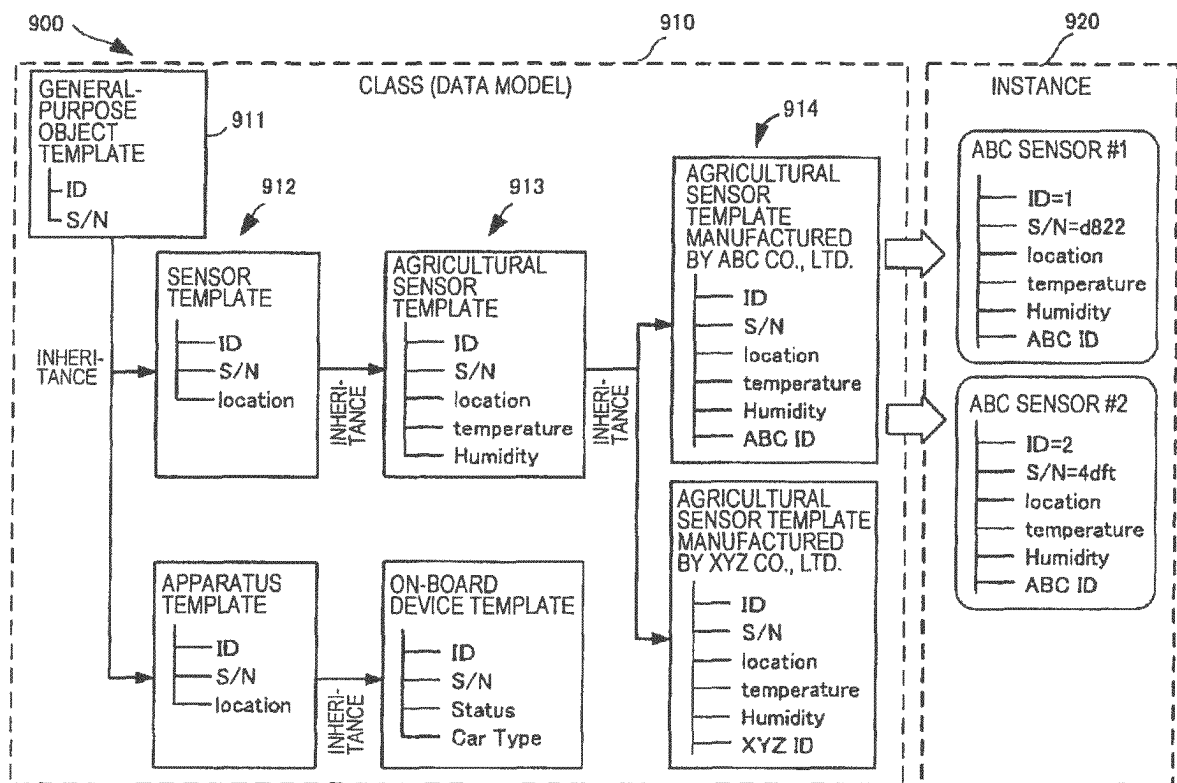 900
910
920
CLASS (DATA MODEL)
INSTANCE
GENERAL-
PURPOSE
OBJECT
TEMPLATE
ID
S/N
911
912
913
914
INHERI-
TANCE
SENSOR
TEMPLATE
ID
S/N
location
INHERI-
TANCE
AGRICULTURAL
SENSOR
TEMPLATE
ID
S/N
location
temperature
Humidity
INHERI-
TANCE
AGRICULTURAL
SENSOR
TEMPLATE
MANUFACTURED
BY ABC CO., LTD.
ID
S/N
location
temperature
Humidity
ABC ID
ABC SENSOR #1
ID=1
S/N=d822
location
temperature
Humidity
ABC ID
ABC SENSOR #2
ID=2
S/N=4dft
location
temperature
Humidity
ABC ID
APPARATUS
TEMPLATE
ID
S/N
location
INHERI-
TANCE
ON-BOARD
DEVICE TEMPLATE
ID
S/N
Status
Car Type
AGRICULTURAL
SENSOR TEMPLATE
MANUFACTURED
BY XYZ CO., LTD.
ID
S/N
location
temperature
Humidity
XYZ ID